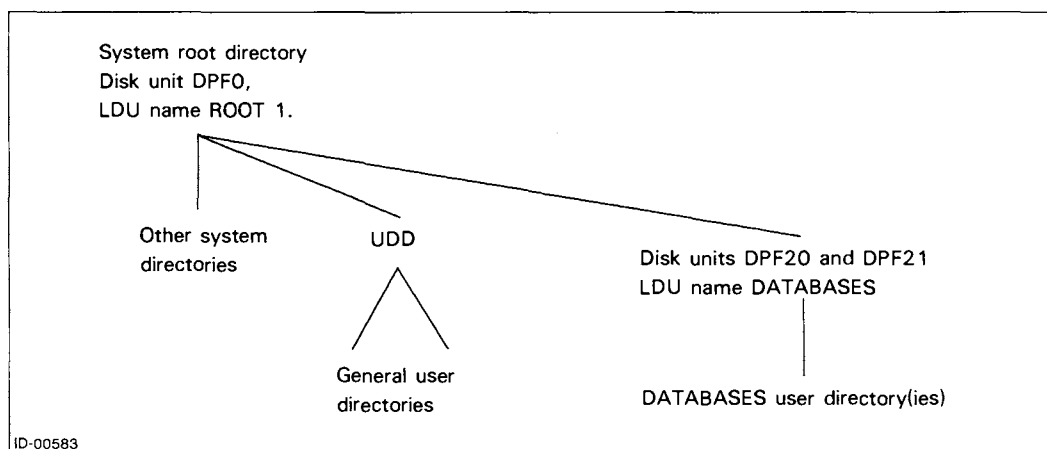 System root directory
Disk unit DPF0,
LDU name ROOT 1.
Other system
directories
UDD
General user
directories
Disk units DPF20 and DPF21
LDU name DATABASES
DATABASES user directory(ies)
ID-00583